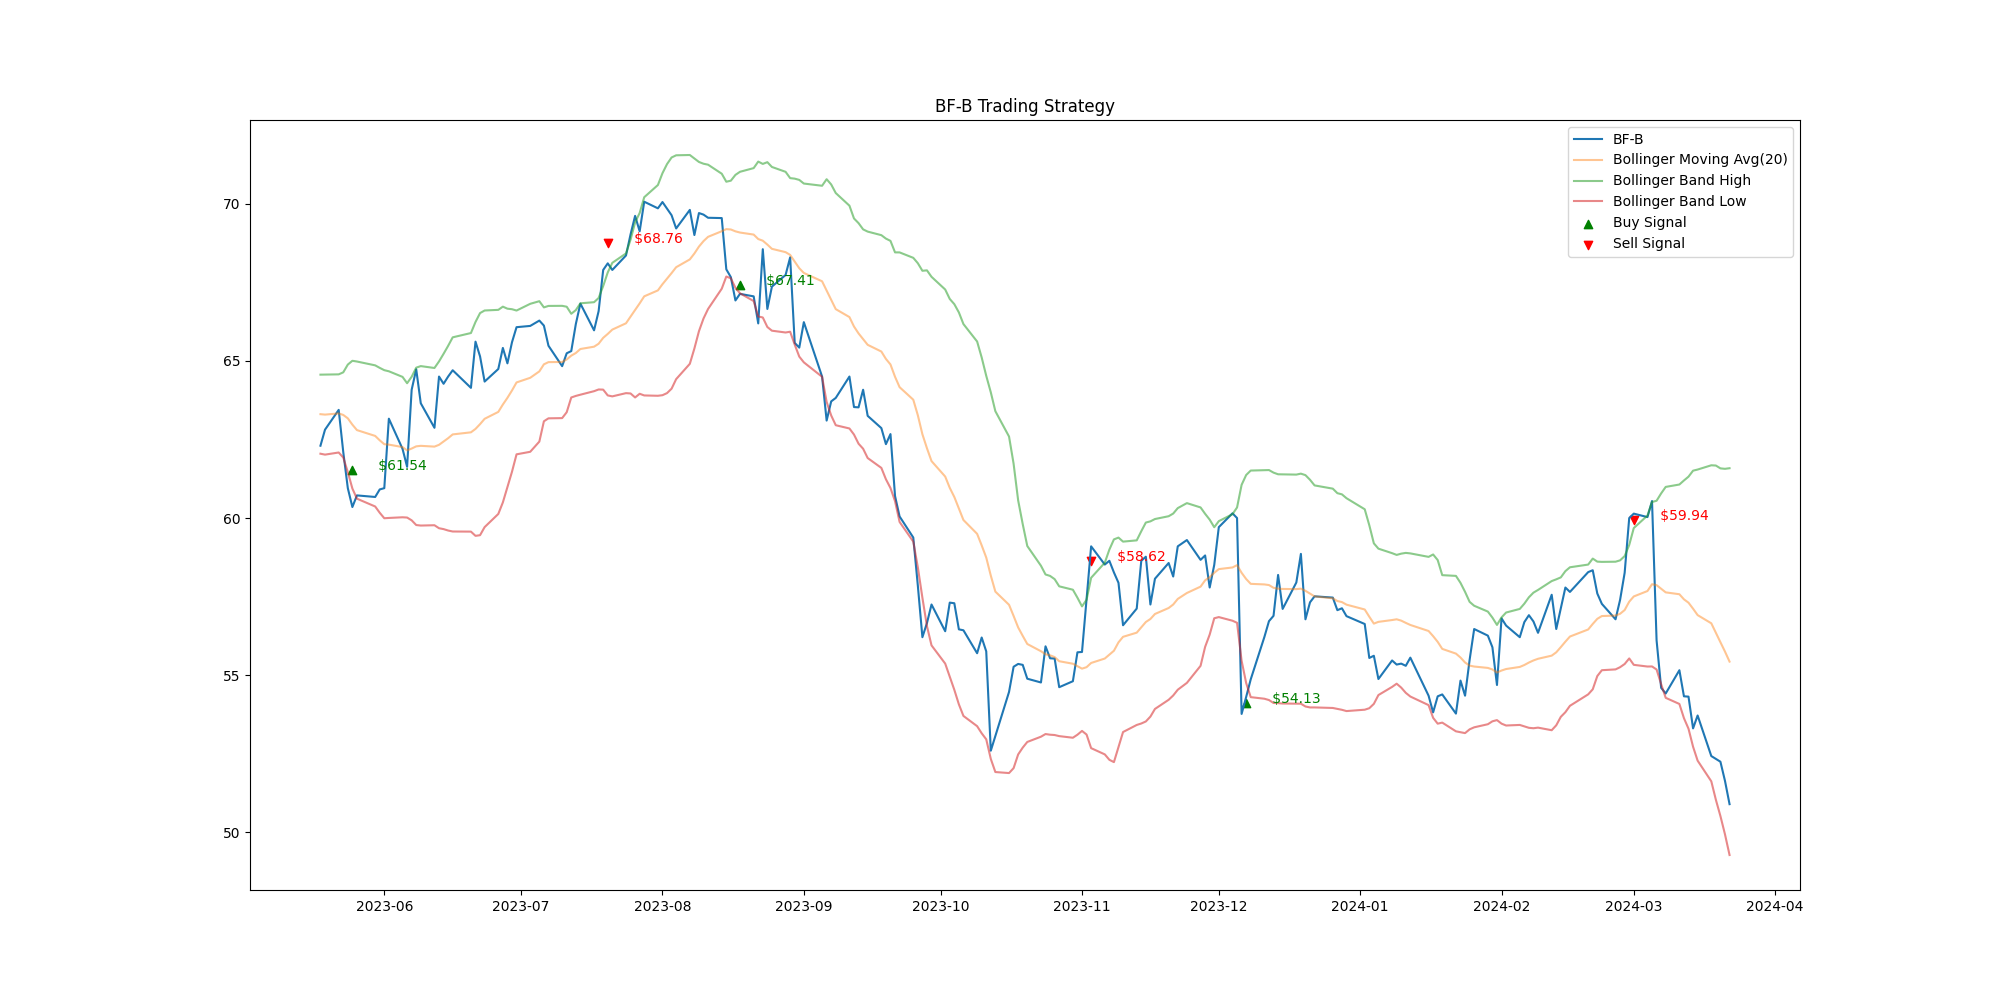 BF-B Trading Strategy
BF-B
Bollinger Moving Avg(20)
Bollinger Band High
Bollinger Band Low
Buy Signal
Sell Signal
70
65
60
55
50
$61.54
$68.76
$67.41
$58.62
$54.13
$59.94
2023-06 2023-07 2023-08 2023-09 2023-10 2023-11 2023-12 2024-01 2024-02 2024-03 2024-04